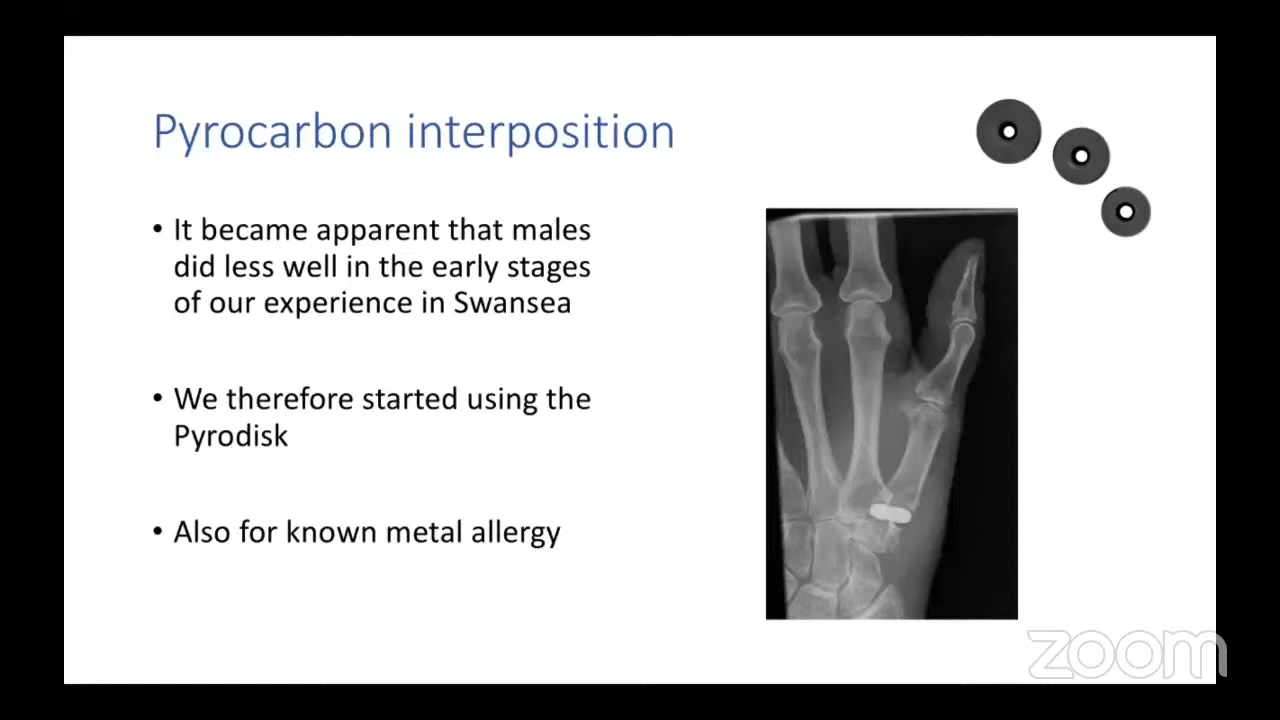 Pyrocarbon interposition
• It became apparent that males
did less well in the early stages
of our experience in Swansea
• We therefore started using the
Pyrodisk
• Also for known metal allergy
zoom